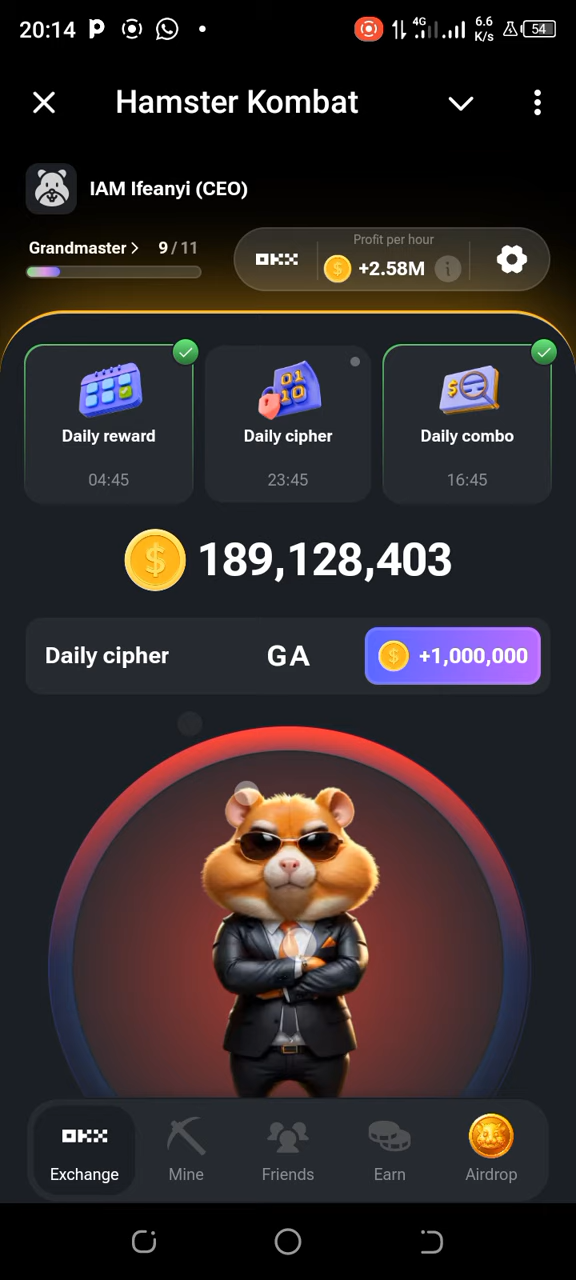 20:14 4G 6.6 K/s 54
Hamster Kombat
IAM Ifeanyi (CEO)
Grandmaster > 9 / 11
Profit per hour
OKX +2.58M i
Daily reward
04:45
01
10
Daily cipher
23:45
Daily combo
16:45
189,128,403
Daily cipher GA +1,000,000
OKX
Exchange
Mine
Friends
Earn
Airdrop